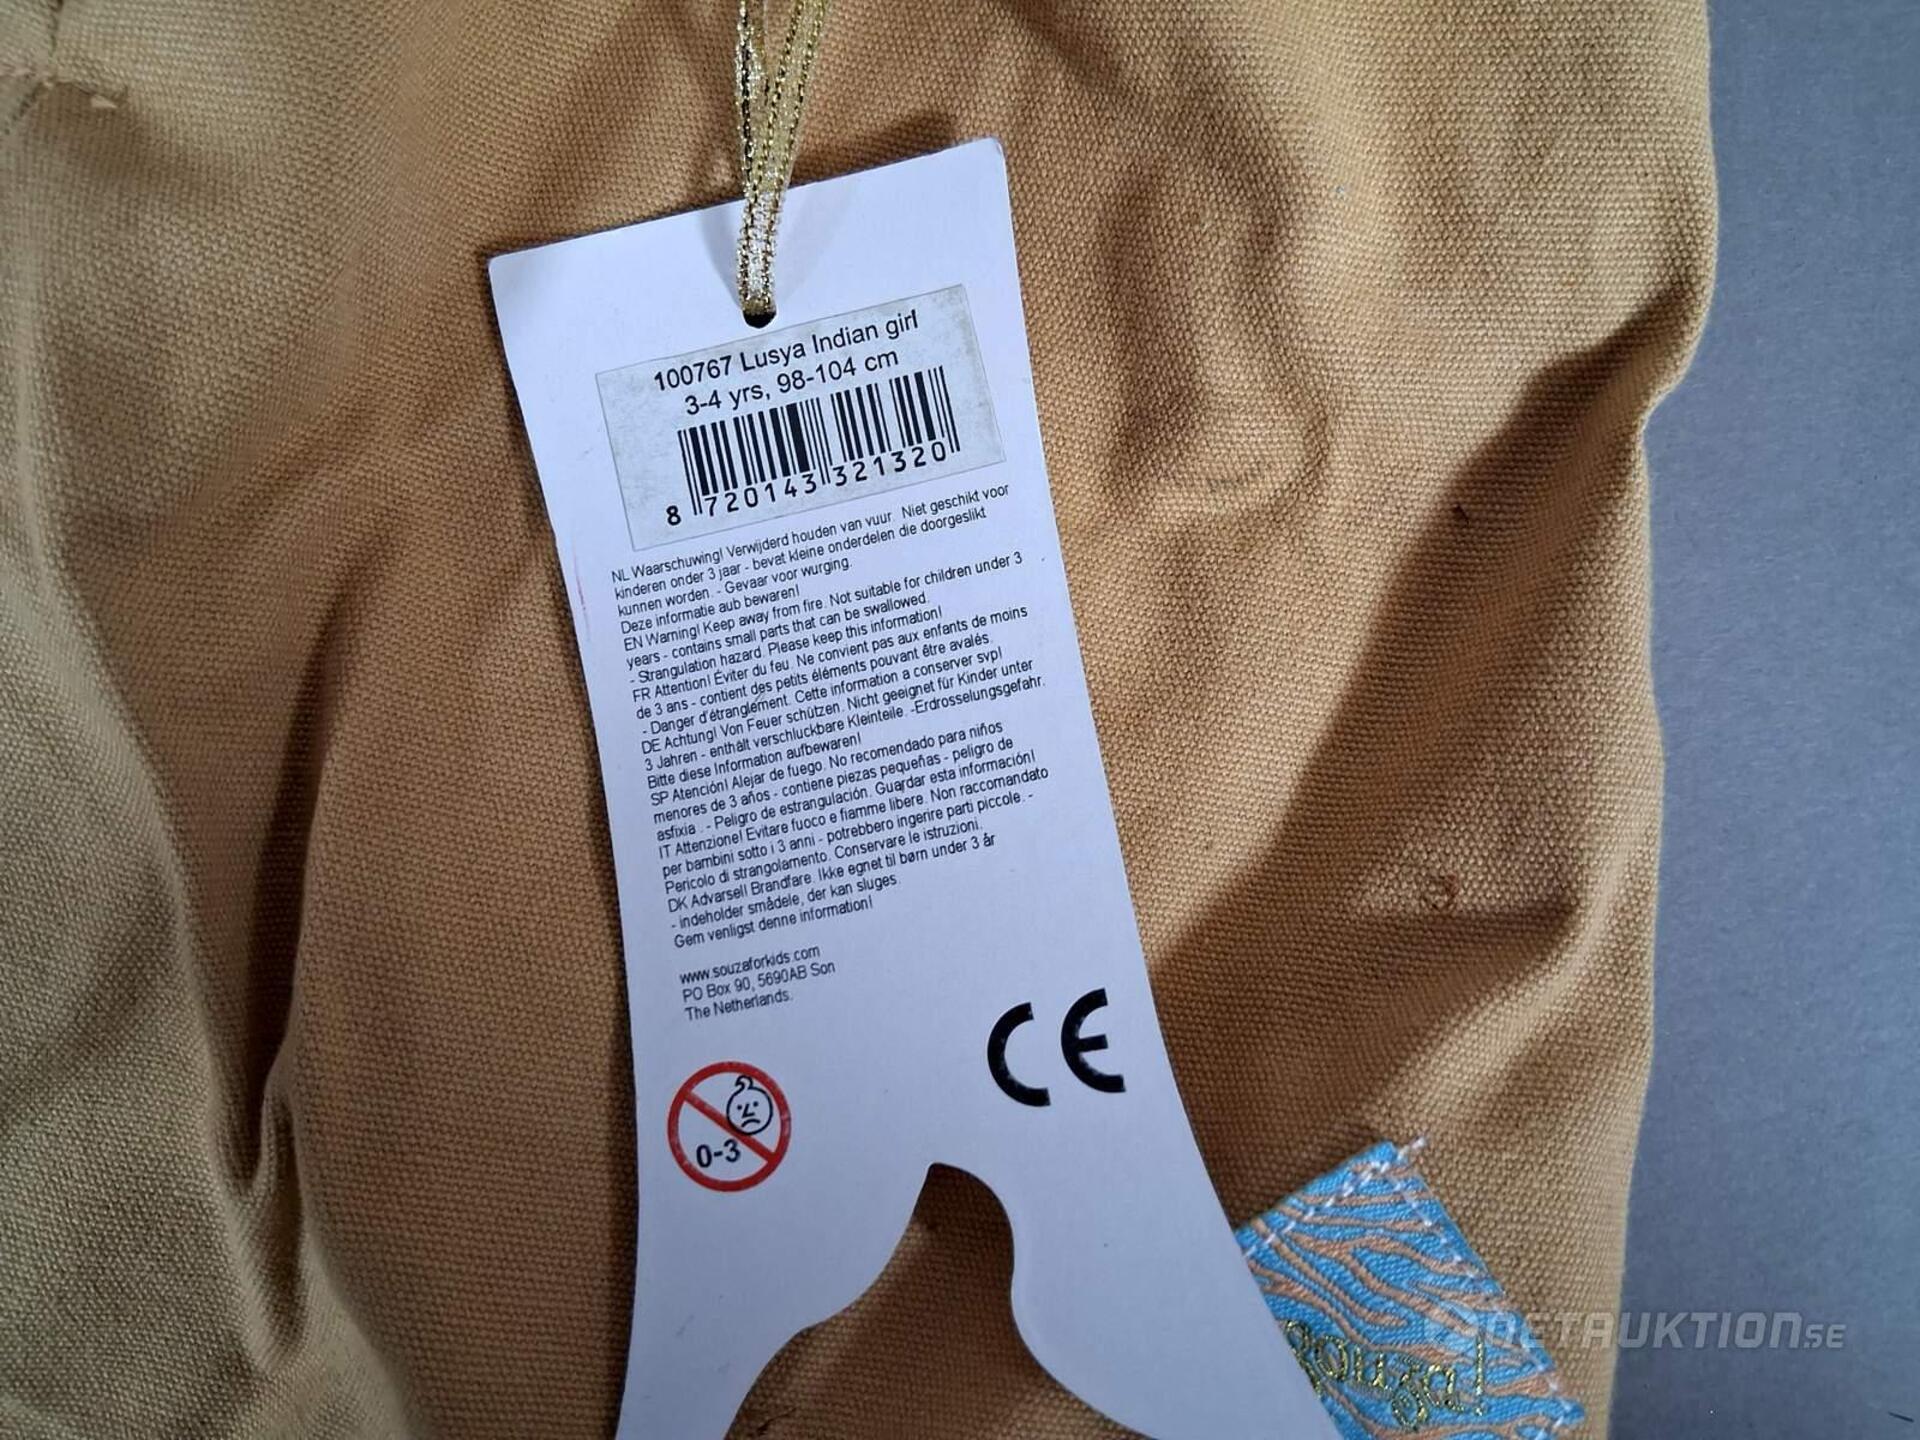 100767 Lusya Indian girl
3-4 yrs, 98-104 cm
8 720143 321320
NL Waarschuwing! Verwijderd houden van vuur. Niet geschikt voor
kinderen onder 3 jaar - bevat kleine onderdelen die doorgeslikt
kunnen worden. - Gevaar voor wurging.
Deze informatie aub bewaren!
EN Warning! Keep away from fire. Not suitable for children under 3
years - contains small parts that can be swallowed.
- Strangulation hazard. Please keep this information!
FR Attention! Éviter du feu. Ne convient pas aux enfants de moins
de 3 ans - contient des petits éléments pouvant être avalés.
- Danger d'étranglement. Cette information a conserver svp!
DE Achtung! Von Feuer schützen. Nicht geeignet für Kinder unter
3 Jahren - enthält verschluckbare Kleinteile. -Erdrosselungsgefahr.
Bitte diese Information aufbewaren!
SP Atención! Alejar de fuego. No recomendado para niños
menores de 3 años - contiene piezas pequeñas - peligro de
asfixia . - Peligro de estrangulación. Guardar esta información!
IT Attenzione! Evitare fuoco e fiamme libere. Non raccomandato
per bambini sotto i 3 anni - potrebbero ingerire parti piccole. -
Pericolo di strangolamento. Conservare le istruzioni.
DK Advarsel! Brandfare. Ikke egnet til børn under 3 år
- indeholder smådele, der kan sluges.
Gem venligst denne information!
www.souzaforkids.com
PO Box 90, 5690AB Son
The Netherlands.
CE
0-3
Souza!
NETAUKTION.SE